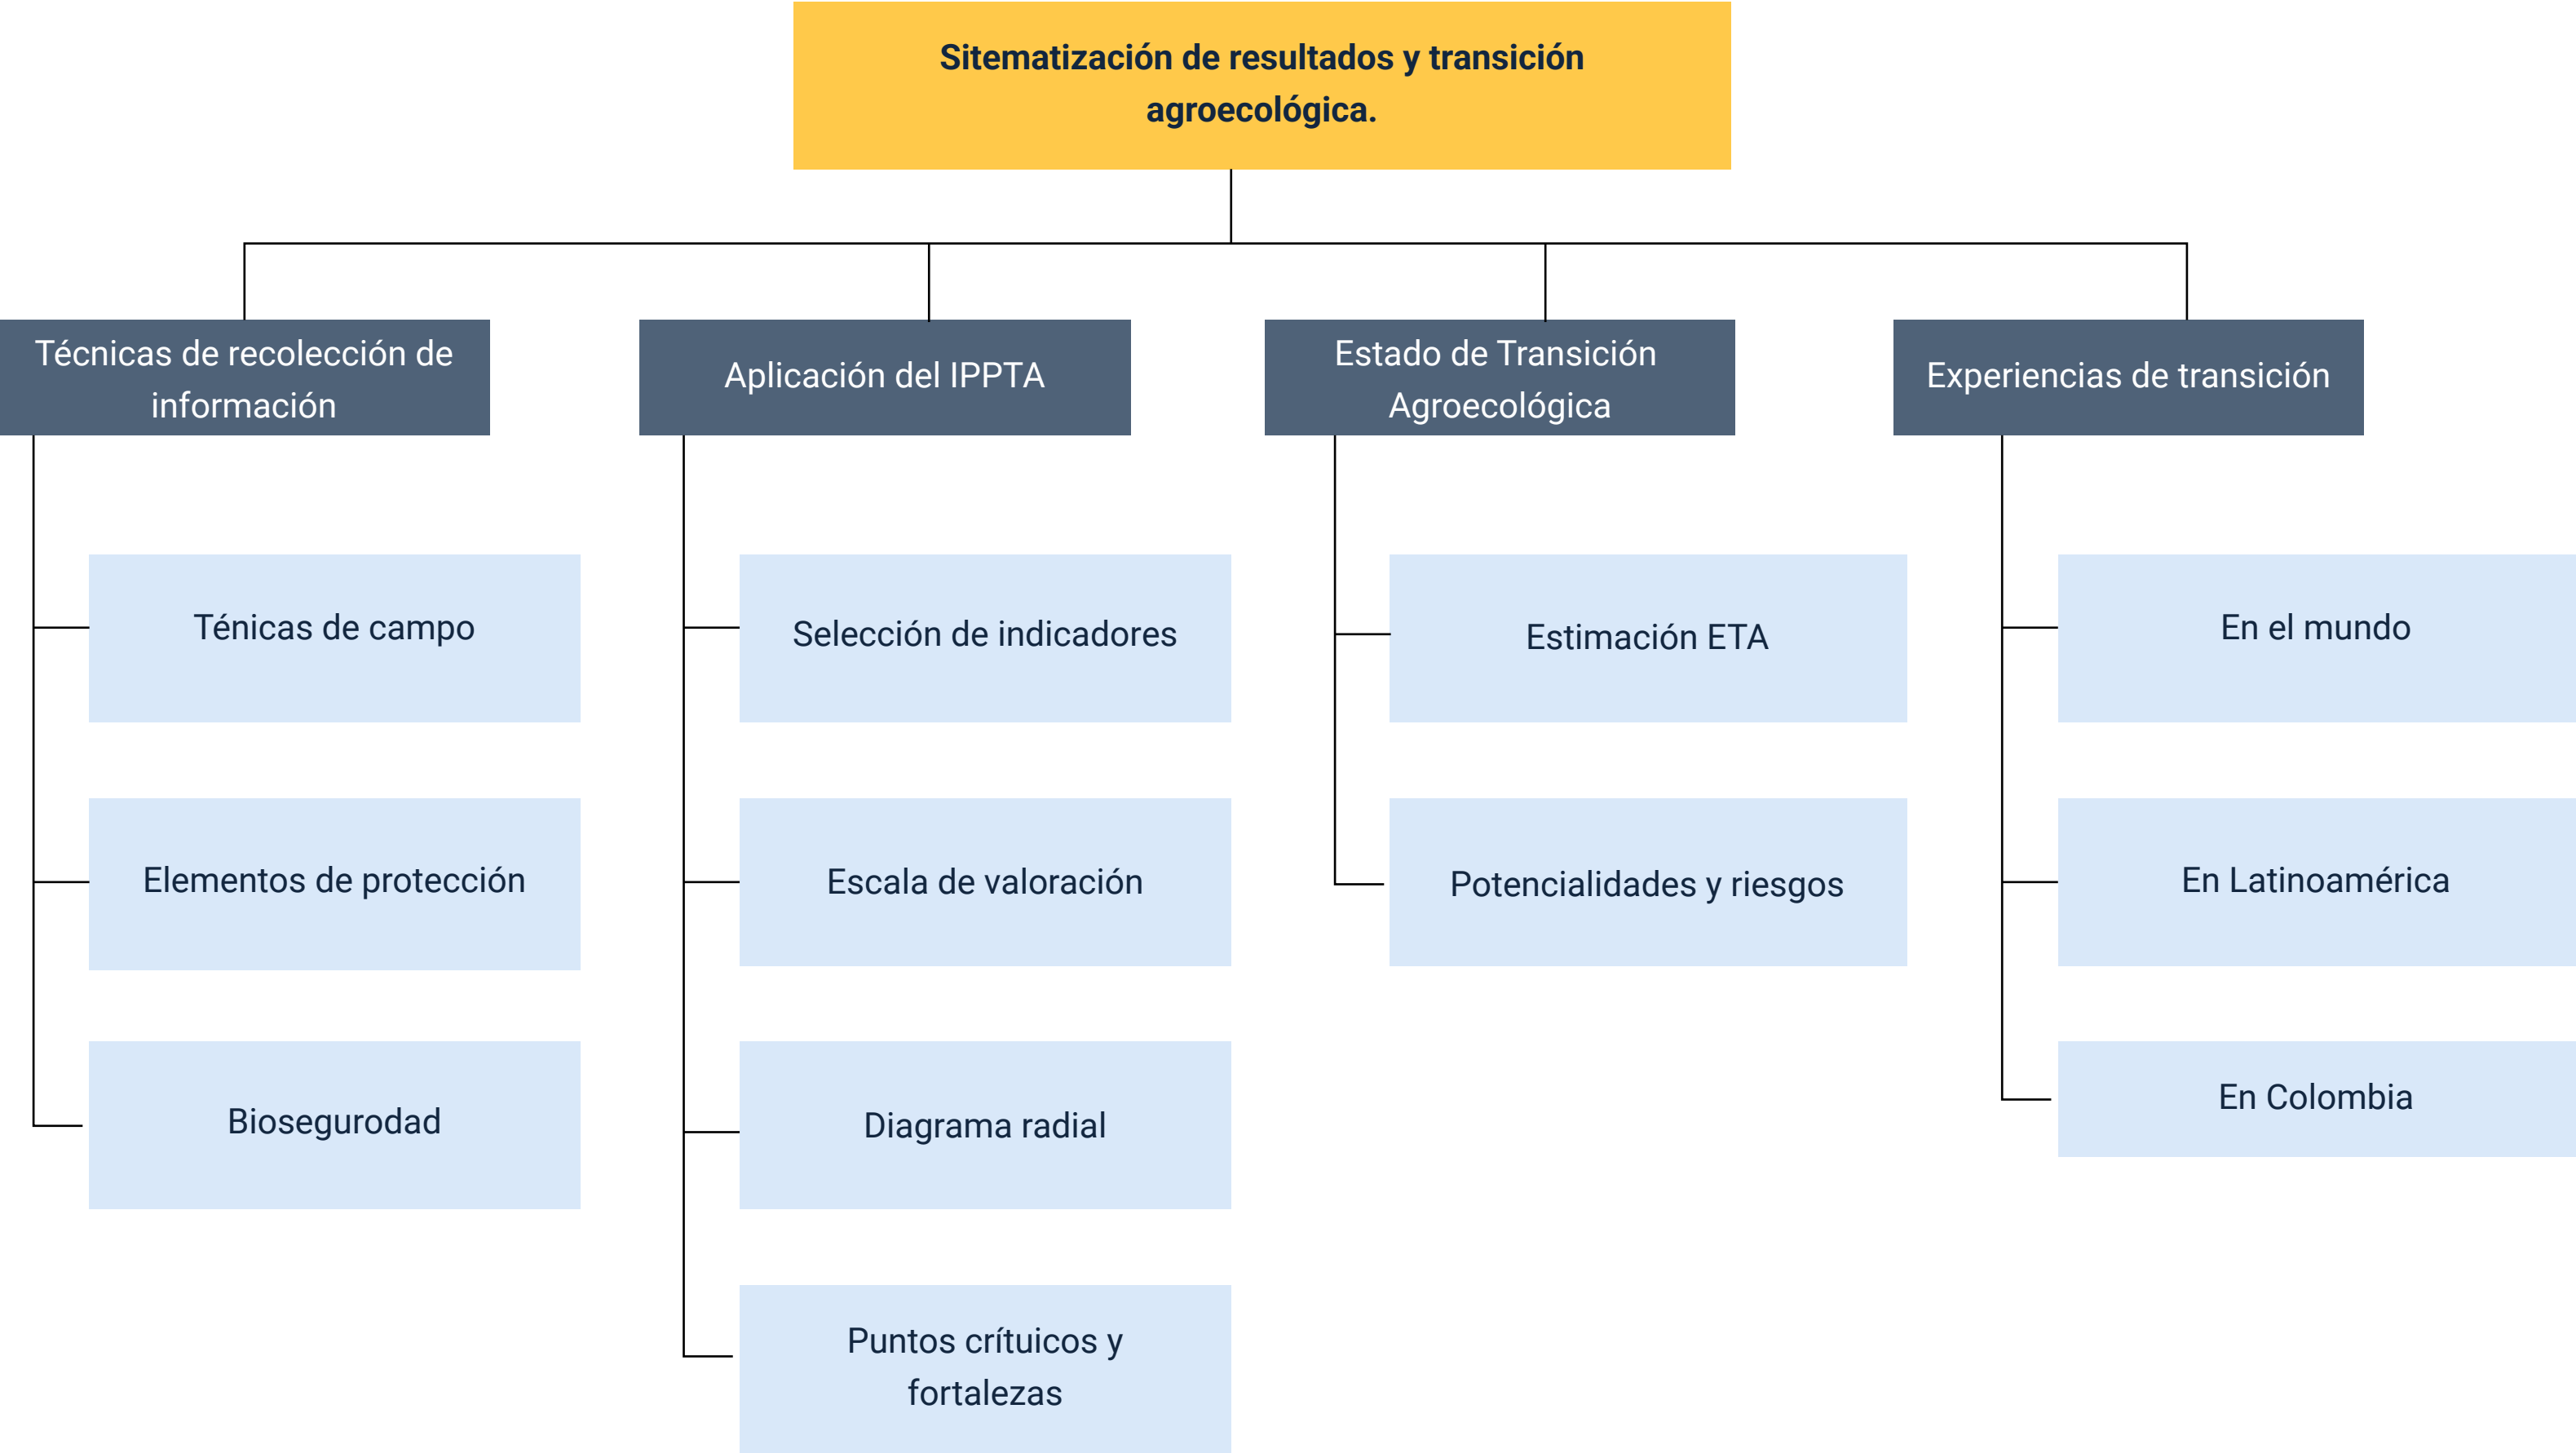 Sitematización de resultados y transición
agroecológica.
Técnicas de recolección de
información
Aplicación del IPPTA
Estado de Transición
Agroecológica
Experiencias de transición
Ténicas de campo
Selección de indicadores
Estimación ETA
En el mundo
Elementos de protección
Escala de valoración
Potencialidades y riesgos
En Latinoamérica
Biosegurodad
Diagrama radial
En Colombia
Puntos crítuicos y
fortalezas